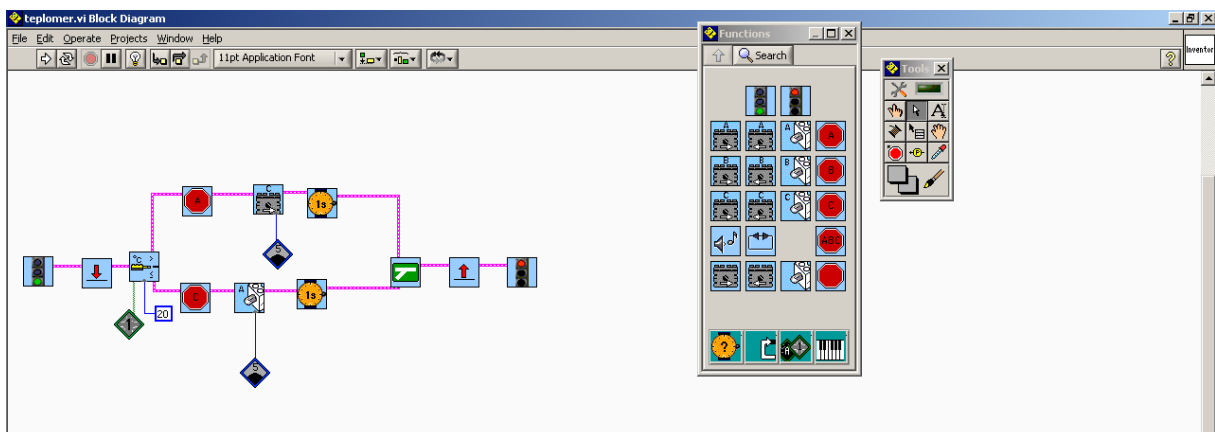 teplomer.vi Block Diagram
File Edit Operate Projects Window Help
11pt Application Font
Inventor
?
Functions
Search
Tools
A
A A A A
B B B B
C C C C
ABC
? A
A C 1s
5
°C > ≤
C A 1s
1 20
5